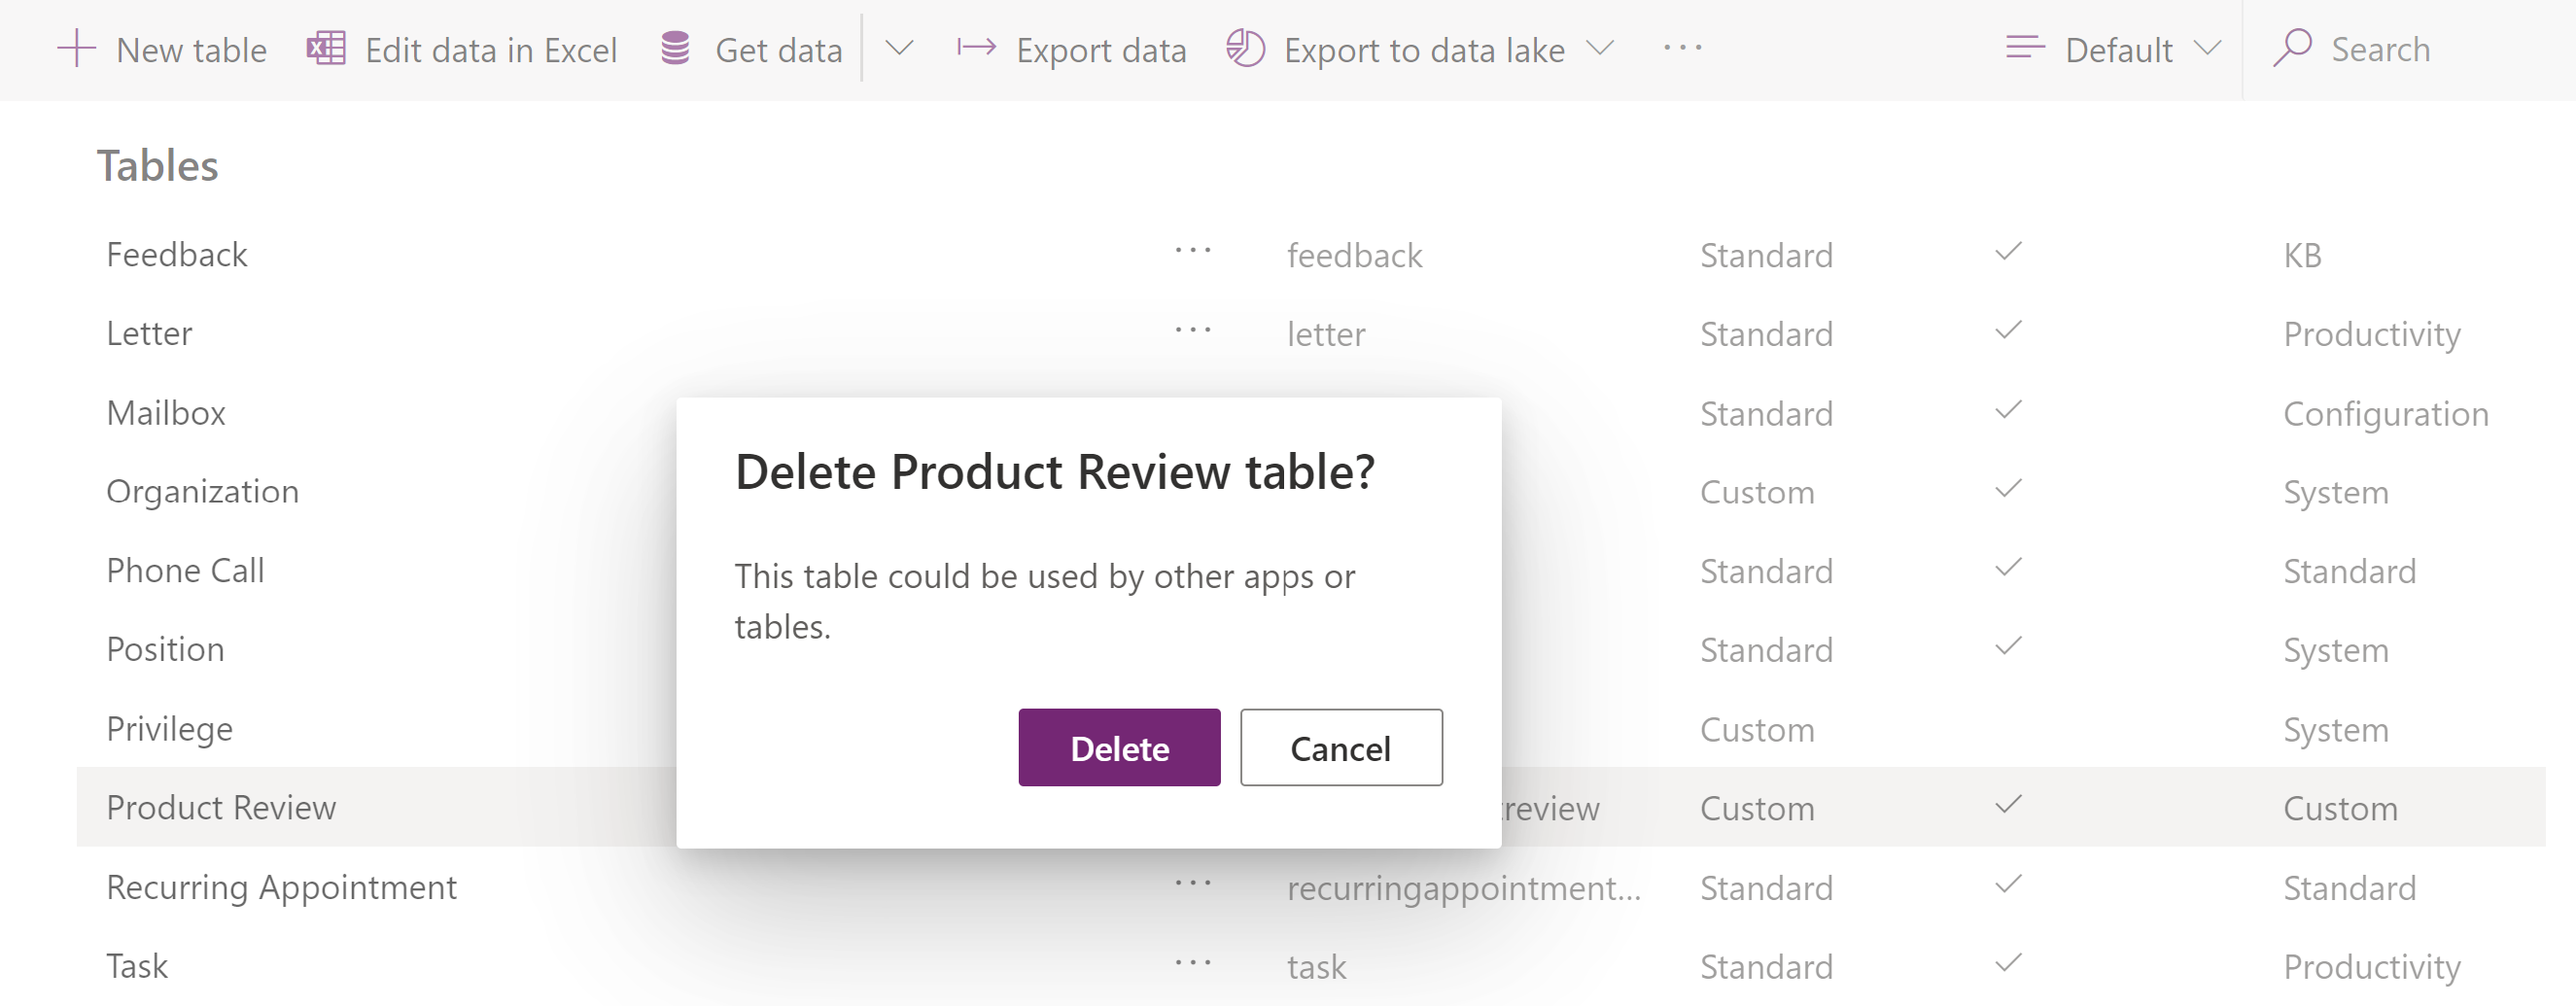 New table Edit data in Excel Get data Export data Export to data lake Default Search
Tables
Feedback feedback Standard KB
Letter letter Standard Productivity
Mailbox Standard Configuration
Delete Product Review table?
Organization Custom System
Phone Call Standard Standard
This table could be used by other apps or
tables.
Position Standard System
Privilege Custom System
Delete Cancel
Product Review review Custom Custom
Recurring Appointment recurringappointment... Standard Standard
Task task Standard Productivity